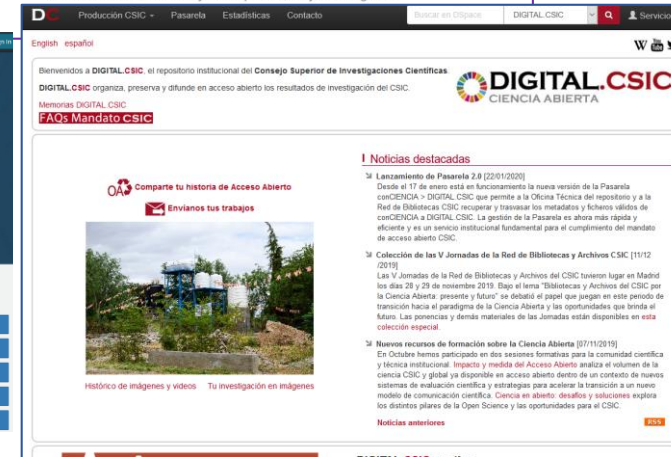 DC Producción CSIC Pasarela Estadísticas Contacto Buscar en DSpace DIGITAL.CSIC Servicio
English español
Bienvenidos a DIGITAL.CSIC, el repositorio institucional del Consejo Superior de Investigaciones Científicas.
DIGITAL.CSIC organiza, preserva y difunde en acceso abierto los resultados de investigación del CSIC.
Memorias DIGITAL.CSIC
FAQs Mandato CSIC
DIGITAL.CSIC
CIENCIA ABIERTA
Comparte tu historia de Acceso Abierto
Envíanos tus trabajos
Histórico de imágenes y videos Tu investigación en imágenes
Noticias destacadas
Lanzamiento de Pasarela 2.0 [22/01/2020]
Desde el 17 de enero está en funcionamiento la nueva versión de la Pasarela
conCIENCIA > DIGITAL.CSIC que permite a la Oficina Técnica del repositorio y a la
Red de Bibliotecas CSIC recuperar y trasvasar los metadatos y ficheros válidos de
conCIENCIA a DIGITAL.CSIC. La gestión de la Pasarela es ahora más rápida y
eficiente y es un servicio institucional fundamental para el cumplimiento del mandato
de acceso abierto CSIC.
Colección de las V Jornadas de la Red de Bibliotecas y Archivos CSIC [11/12
/2019]
Las V Jornadas de la Red de Bibliotecas y Archivos del CSIC tuvieron lugar en Madrid
los días 28 y 29 de noviembre 2019. Bajo el lema "Bibliotecas y Archivos del CSIC por
la Ciencia Abierta: presente y futuro" se debatió el papel que juegan en este periodo de
transición hacia el paradigma de la Ciencia Abierta y las oportunidades que brinda el
futuro. Las ponencias y demás materiales de las Jornadas están disponibles en esta
colección especial.
Nuevos recursos de formación sobre la Ciencia Abierta [07/11/2019]
En Octubre hemos participado en dos sesiones formativas para la comunidad científica
y técnica institucional. Impacto y medida del Acceso Abierto analiza el volumen de la
ciencia CSIC y global ya disponible en acceso abierto dentro de un contexto de nuevos
sistemas de evaluación científica y estrategias para acelerar la transición a un nuevo
modelo de comunicación científica. Ciencia en abierto: desafíos y soluciones explora
los distintos pilares de la Open Science y las oportunidades para el CSIC.
Noticias anteriores RSS